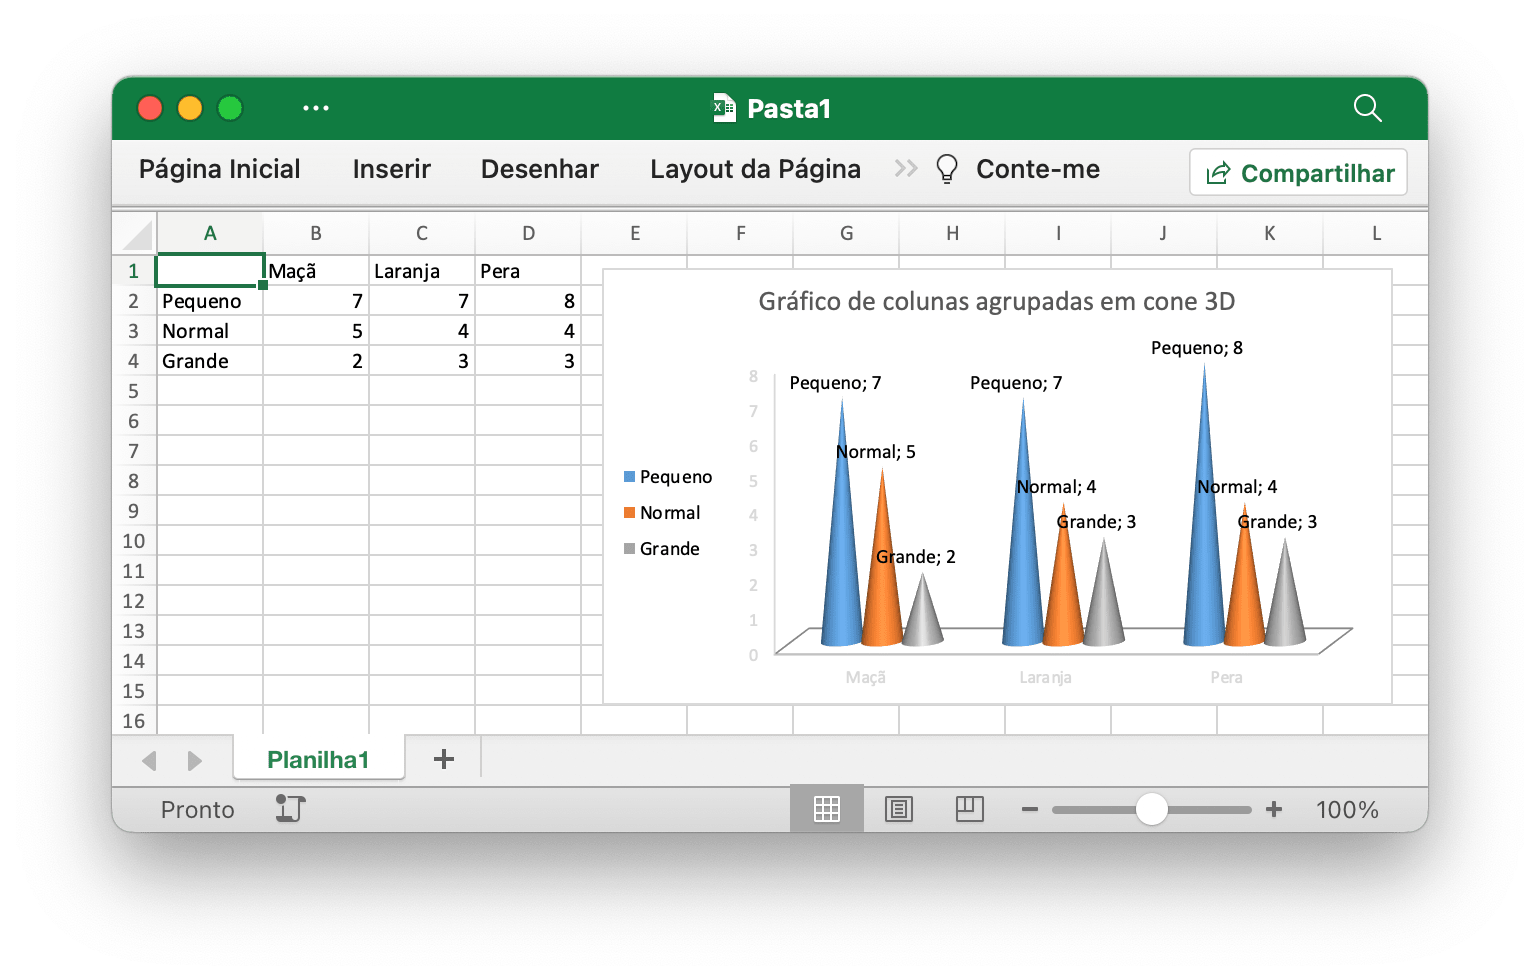 Pasta1
Página Inicial Inserir Desenhar Layout da Página Conte-me Compartilhar
A B C D E F G H I J K L
1 Maçã Laranja Pera
2 Pequeno 7 7 8
3 Normal 5 4 4
4 Grande 2 3 3
5
6
7
8
9
10
11
12
13
14
15
16
Gráfico de colunas agrupadas em cone 3D
Pequeno
Normal
Grande
8
7
6
5
4
3
2
1
0
Pequeno; 7
Normal; 5
Grande; 2
Pequeno; 7
Normal; 4
Grande; 3
Pequeno; 8
Normal; 4
Grande; 3
Maçã Laranja Pera
Planilha1
Pronto 100%